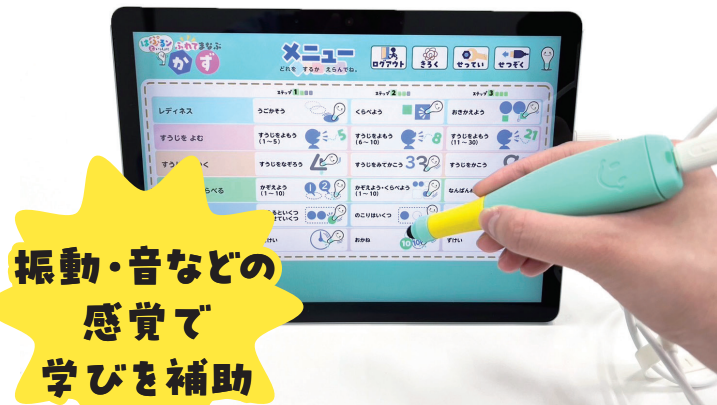 ふれてまなぶ
かず
メニュー
どれを するか えらんでね。
ログアウト
きろく
せってい
せつぞく
ステップ1
ステップ2
ステップ3
レディネス
うごかそう
くらべよう
おきかえよう
すうじを よむ
すうじをよもう
(1～5)
5
すうじをよもう
(6～10)
8
すうじをよもう
(11～30)
21
すうじをなぞろう
4
すうじをみてかこう
33
すうじをかこう
かぞえよう
(1～10)
12
かぞえよう・くらべよう
(1～10)
のこりはいくつ
おかね
10
振動・音などの
感覚で
学びを補助